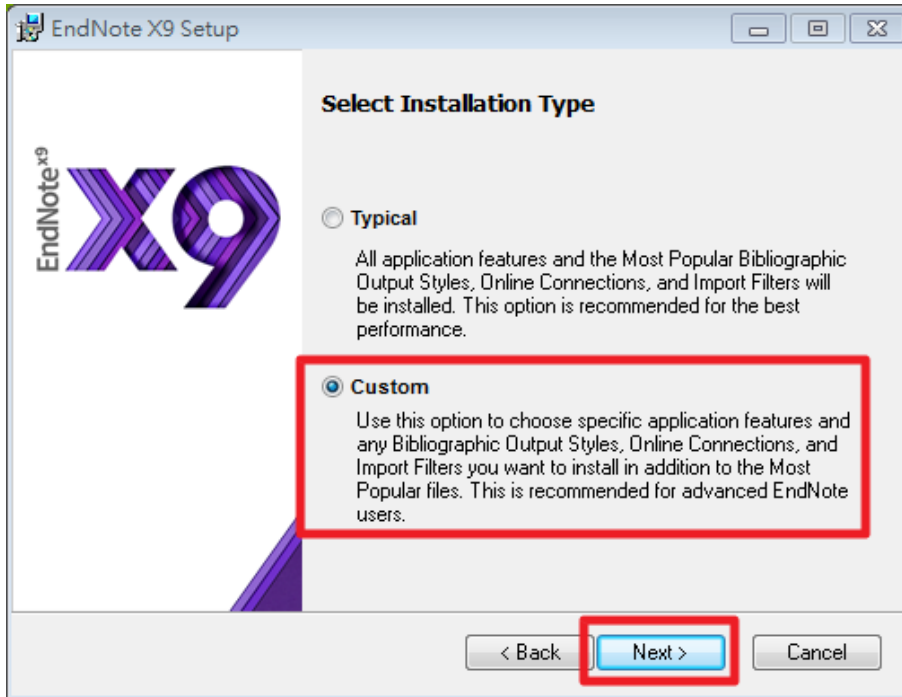 EndNote X9 Setup
Select Installation Type
EndNote x9
X9
Typical
All application features and the Most Popular Bibliographic
Output Styles, Online Connections, and Import Filters will
be installed. This option is recommended for the best
performance.
Custom
Use this option to choose specific application features and
any Bibliographic Output Styles, Online Connections, and
Import Filters you want to install in addition to the Most
Popular files. This is recommended for advanced EndNote
users.
< Back
Next >
Cancel